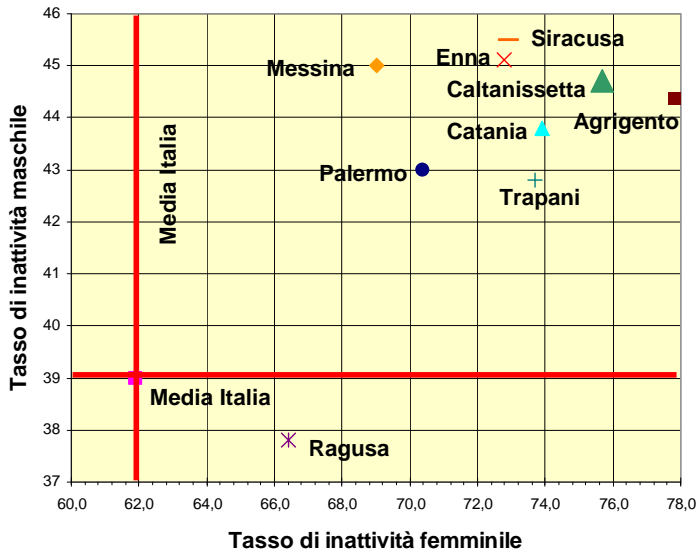 46
45
44
43
42
41
40
39
38
37
Tasso di inattività maschile
Media Italia
Siracusa
Enna
Messina
Caltanissetta
Agrigento
Catania
Palermo
Trapani
Media Italia
Ragusa
60,0 62,0 64,0 66,0 68,0 70,0 72,0 74,0 76,0 78,0
Tasso di inattività femminile